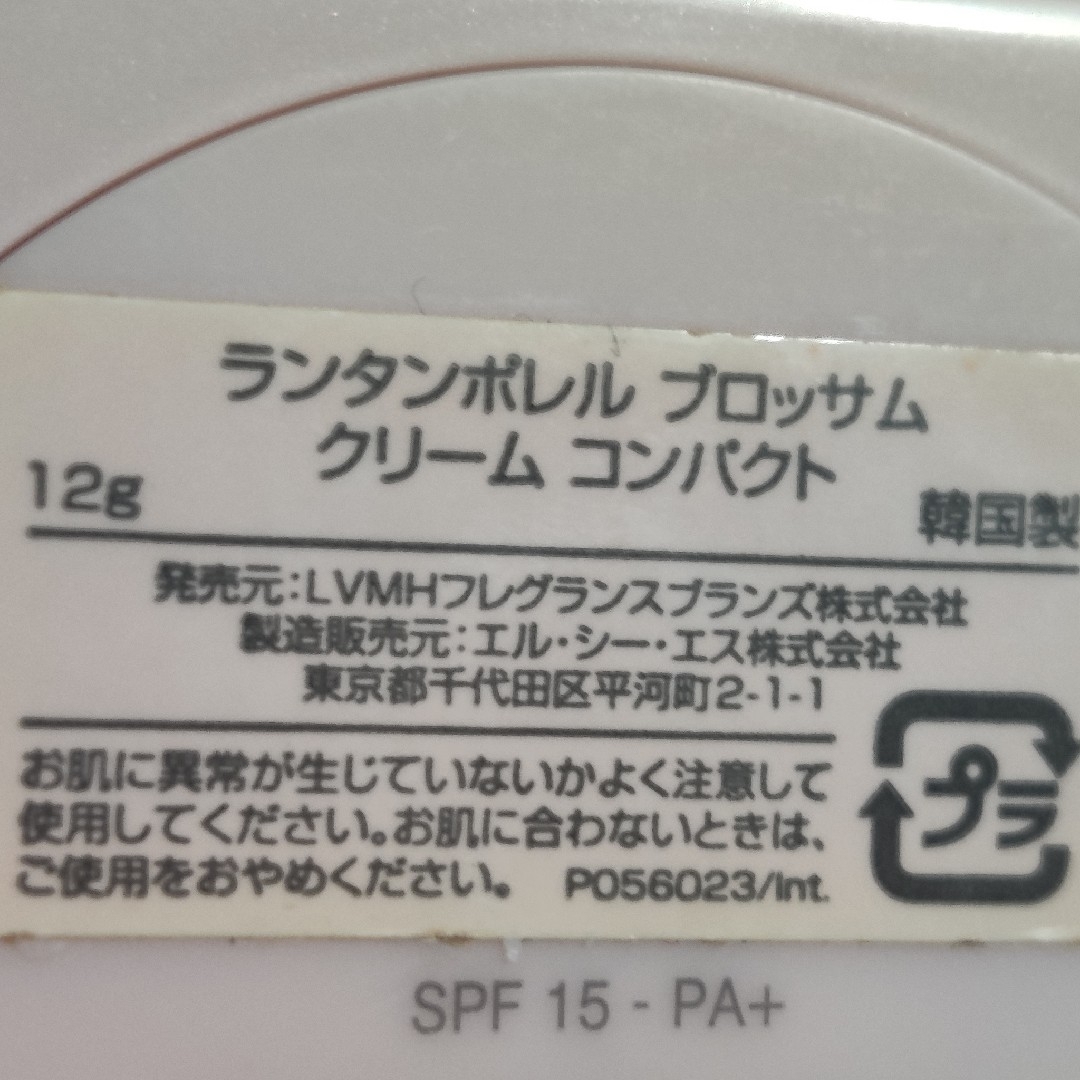 ランタンポレル ブロッサム
クリーム コンパクト
12g
韓国製
発売元：LVMHフレグランスブランズ株式会社
製造販売元：エル・シー・エス株式会社
東京都千代田区平河町2-1-1
お肌に異常が生じていないかよく注意して
使用してください。お肌に合わないときは、
ご使用をおやめください。 P056023/Int.
プラ
SPF 15 - PA+